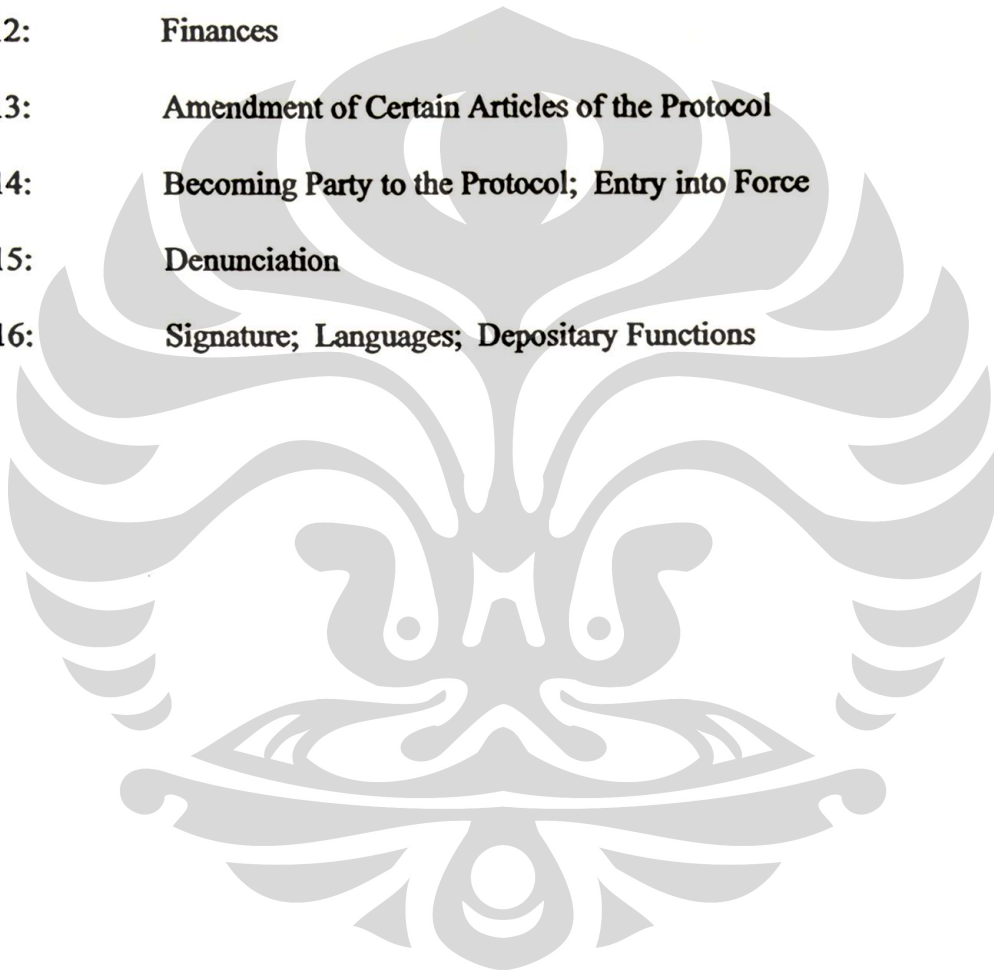 2: Finances
3: Amendment of Certain Articles of the Protocol
14: Becoming Party to the Protocol; Entry into Force
15: Denunciation
16: Signature; Languages; Depositary Functions